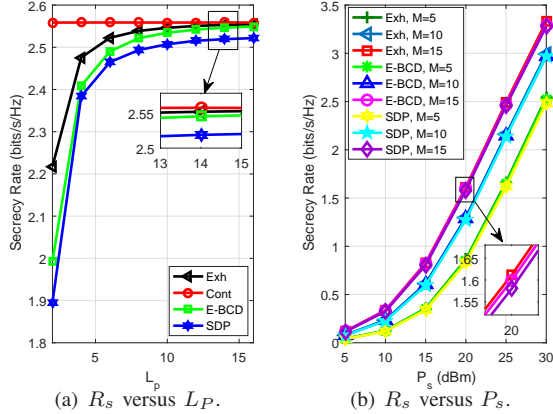 2.6
2.5
2.4
2.3
2.2
2.1
2
1.9
1.8
Secrecy Rate (bits/s/Hz)
2.55
2.5
13 14 15
Exh
Cont
E-BCD
SDP
5 10 15
L_p
(a) R_s versus L_P.
3.5
3
2.5
2
1.5
1
0.5
0
Secrecy Rate (bits/s/Hz)
Exh, M=5
Exh, M=10
Exh, M=15
E-BCD, M=5
E-BCD, M=10
E-BCD, M=15
SDP, M=5
SDP, M=10
SDP, M=15
1.65
1.6
1.55
20
5 10 15 20 25 30
P_s (dBm)
(b) R_s versus P_s.